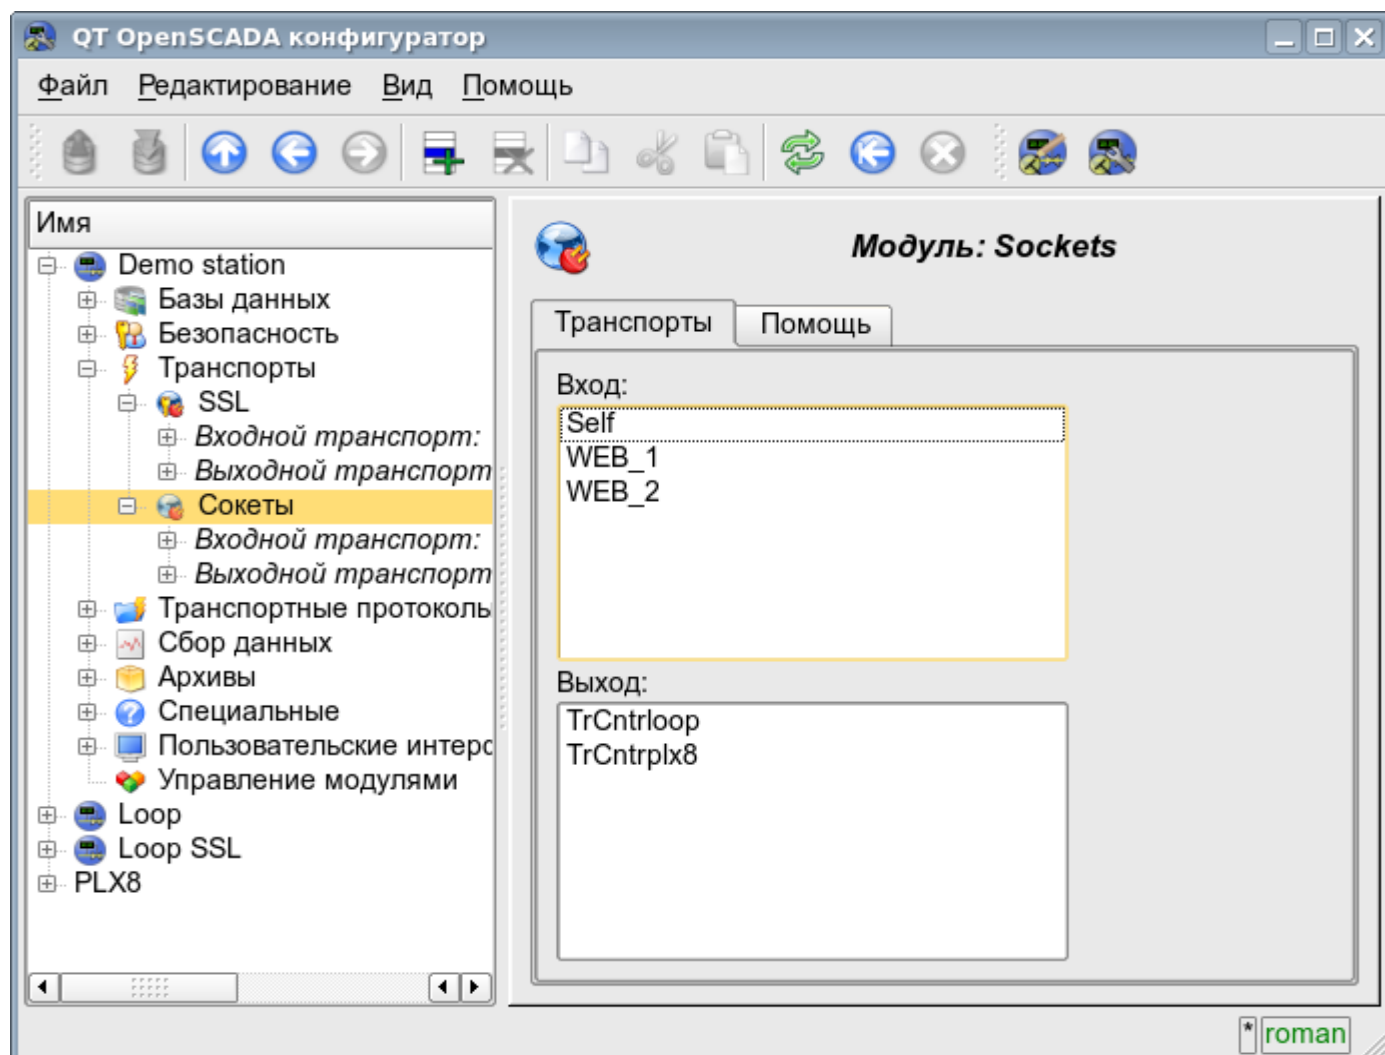 QT OpenSCADA конфигуратор
Файл Редактирование Вид Помощь
Имя
Demo station
Базы данных
Безопасность
Транспорты
SSL
Входной транспорт:
Выходной транспорт
Сокеты
Входной транспорт:
Выходной транспорт
Транспортные протоколы
Сбор данных
Архивы
Специальные
Пользовательские интерс
Управление модулями
Loop
Loop SSL
PLX8
Модуль: Sockets
Транспорты Помощь
Вход:
Self
WEB_1
WEB_2
Выход:
TrCntrloop
TrCntrplx8
* roman